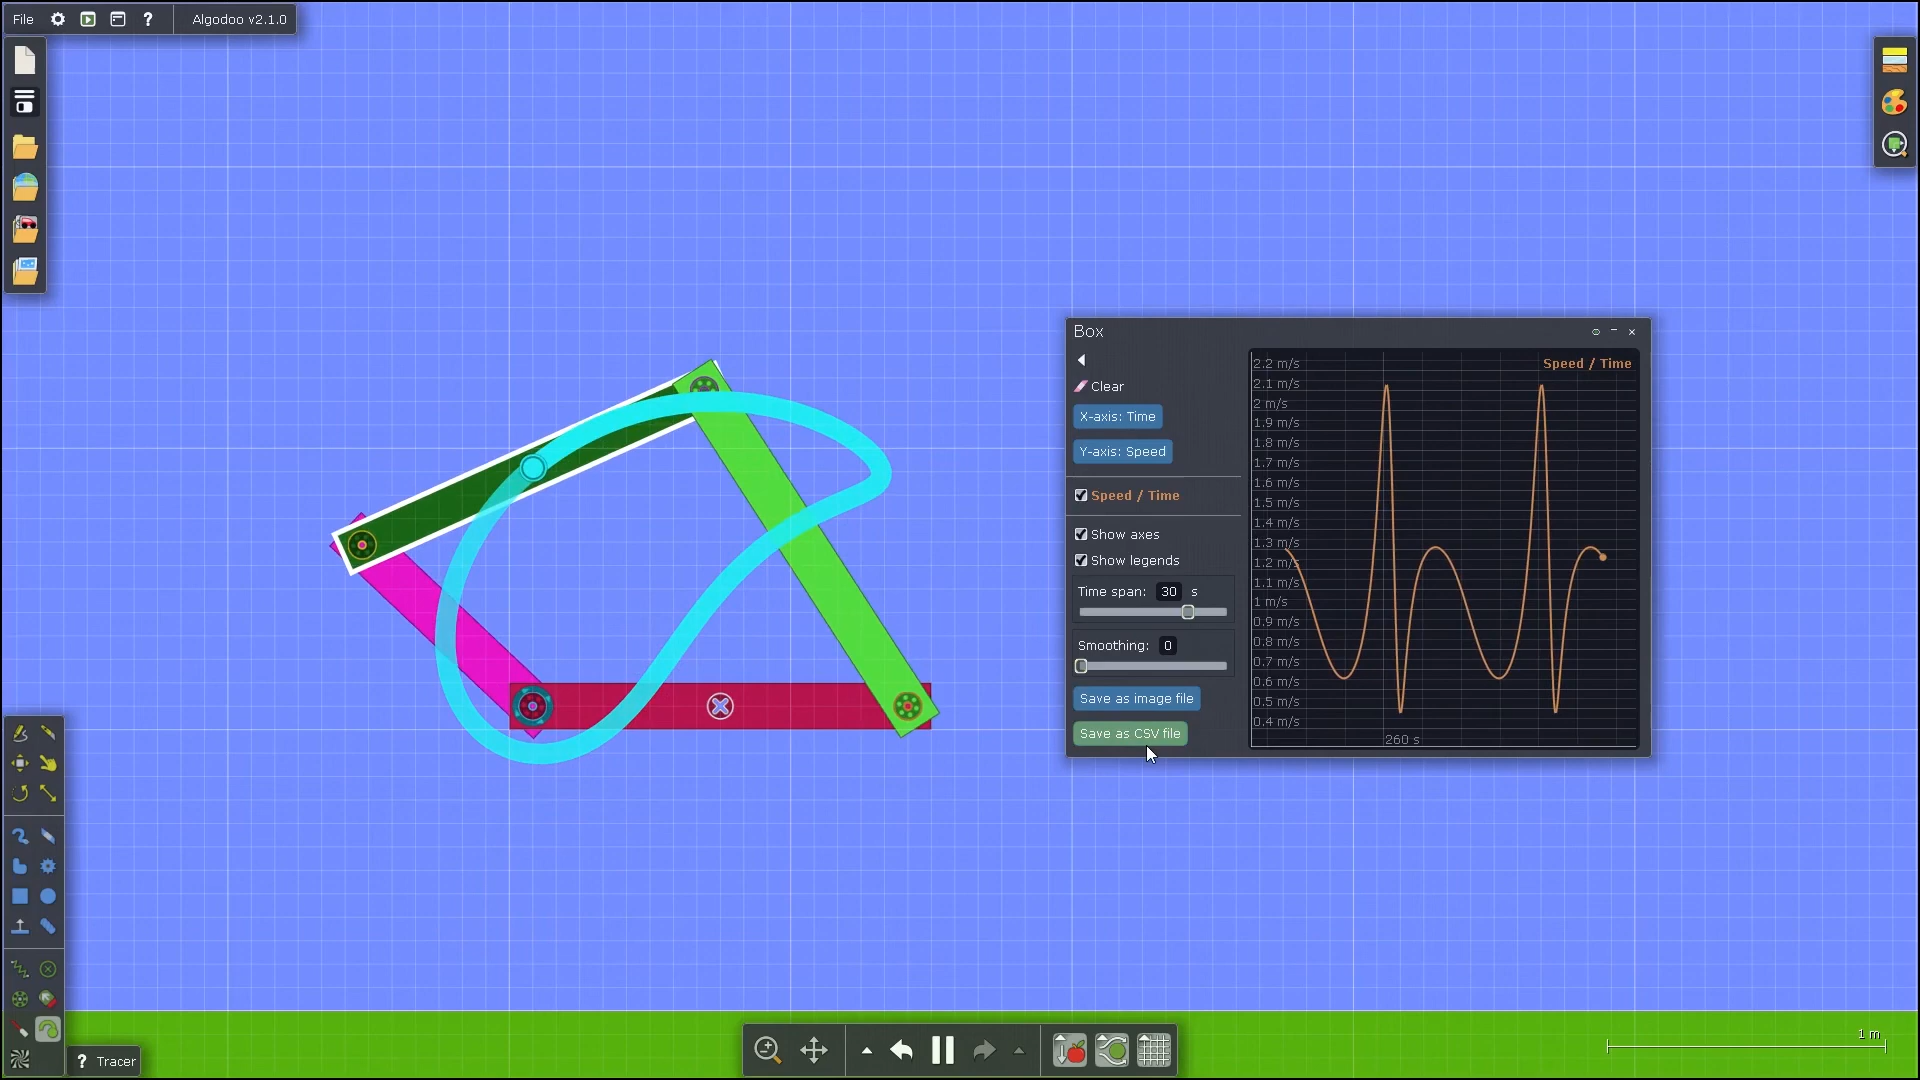 File
?
Algodoo v2.1.0
Box
Clear
X-axis: Time
Y-axis: Speed
Speed / Time
Show axes
Show legends
Time span: 30 s
Smoothing: 0
Save as image file
Save as CSV file
Speed / Time
2.2 m/s
2.1 m/s
2 m/s
1.9 m/s
1.8 m/s
1.7 m/s
1.6 m/s
1.5 m/s
1.4 m/s
1.3 m/s
1.2 m/s
1.1 m/s
1 m/s
0.9 m/s
0.8 m/s
0.7 m/s
0.6 m/s
0.5 m/s
0.4 m/s
260 s
1 m
? Tracer